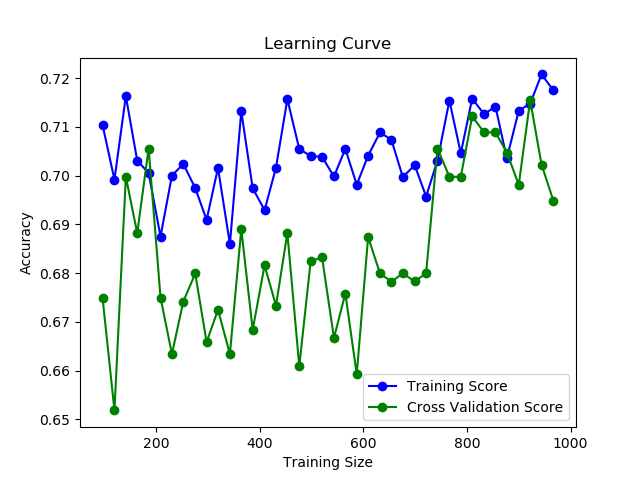 Learning Curve
0.72
0.71
0.70
0.69
0.68
0.67
0.66
0.65
Accuracy
Training Score
Cross Validation Score
200 400 600 800 1000
Training Size